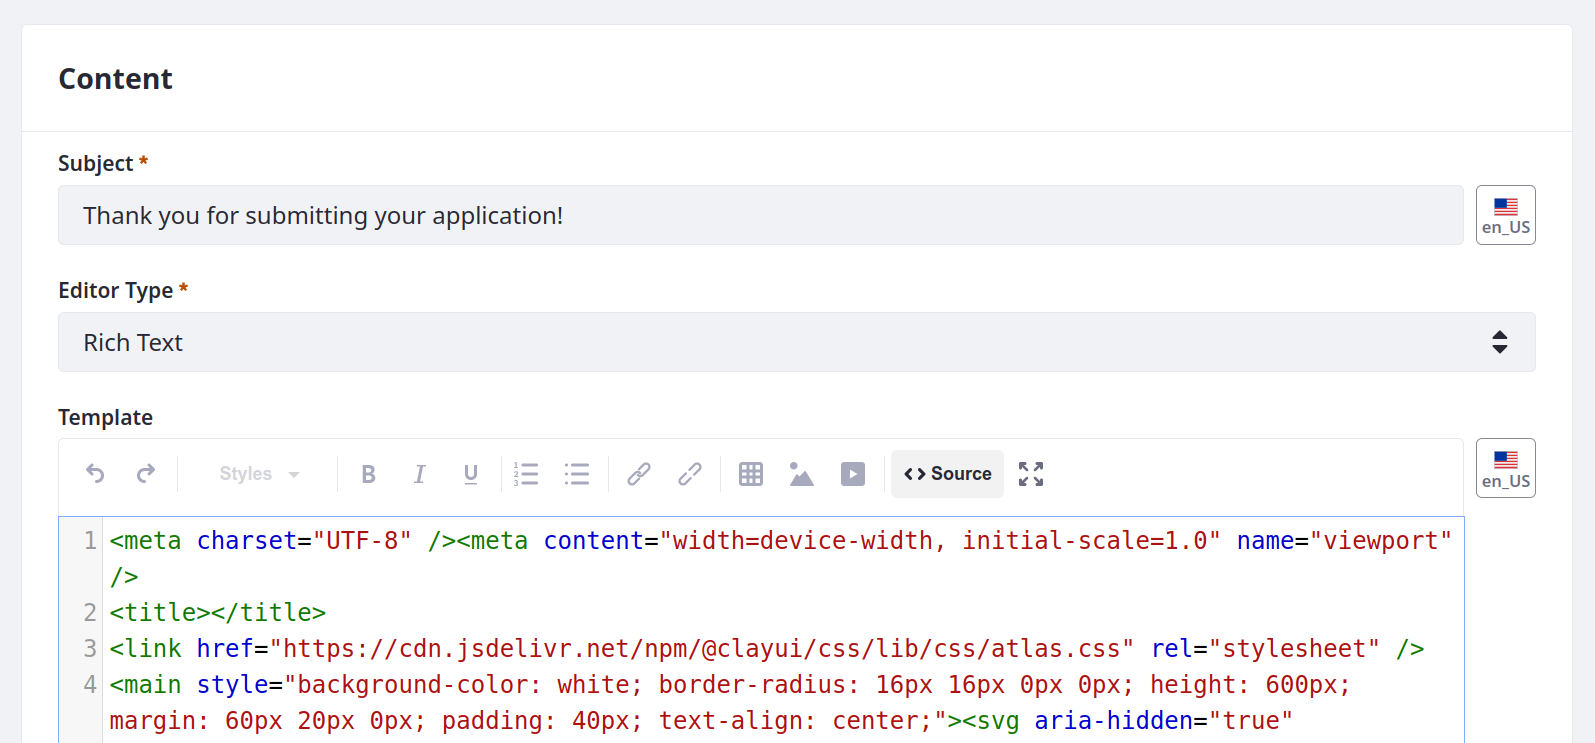 Content
Subject *
Thank you for submitting your application!
en_US
Editor Type *
Rich Text
Template
Styles B I U 1 2 3 Source
en_US
1 <meta charset="UTF-8" /><meta content="width=device-width, initial-scale=1.0" name="viewport"
/>
2 <title></title>
3 <link href="https://cdn.jsdelivr.net/npm/@clayui/css/lib/css/atlas.css" rel="stylesheet" />
4 <main style="background-color: white; border-radius: 16px 16px 0px 0px; height: 600px;
margin: 60px 20px 0px; padding: 40px; text-align: center;"><svg aria-hidden="true"